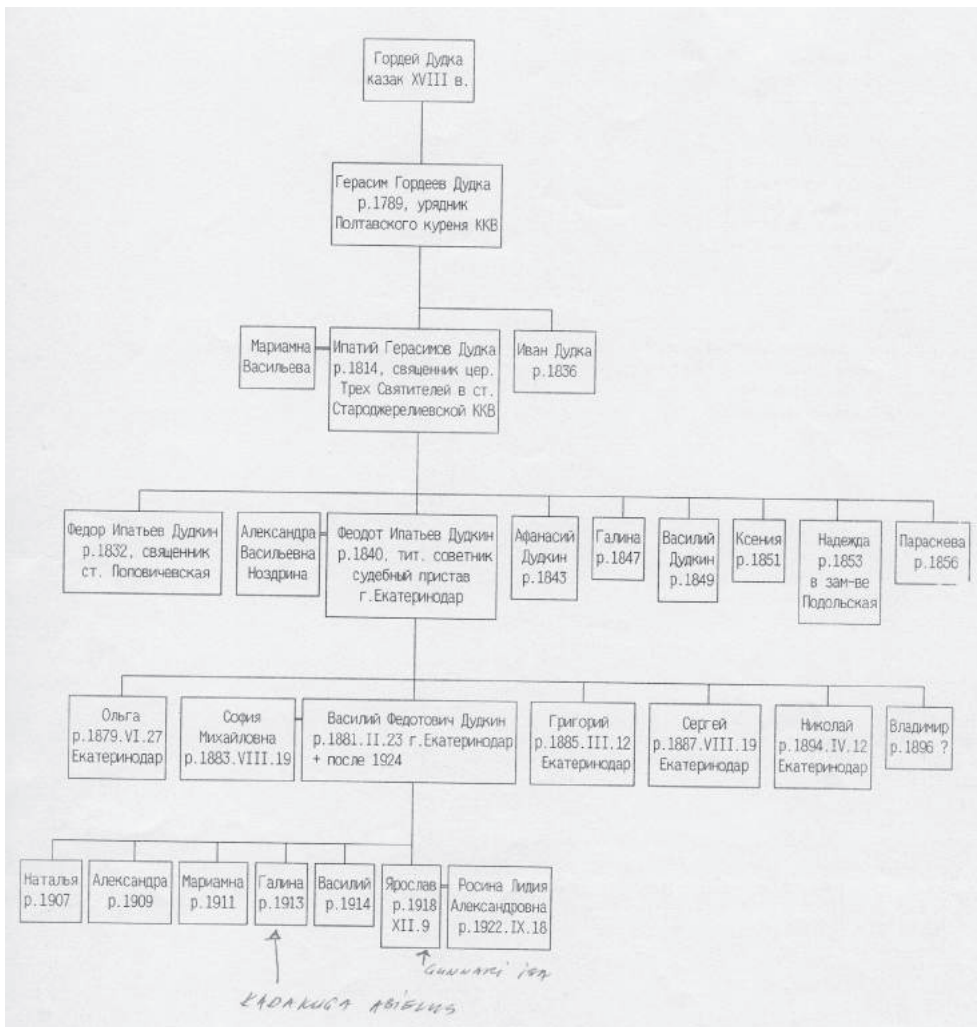 Гордей Дудка
казак XVIII в.
Герасим Гордеев Дудка
р.1789, урядник
Полтавского куреня ККВ
Мариамна
Васильева
Ипатий Герасимов Дудка
р.1814, священник цер.
Трех Святителей в ст.
Староджерелиевской ККВ
Иван Дудка
р.1836
Федор Ипатьев Дудкин
р.1832, священник
ст. Поповичевская
Александра
Васильевна
Ноздрина
Феодот Ипатьев Дудкин
р.1840, тит. советник
судебный пристав
г.Екатеринодар
Афанасий
Дудкин
р.1843
Галина
р.1847
Василий
Дудкин
р.1849
Ксения
р.1851
Надежда
р.1853
в зам-ве
Подольская
Параскева
р.1856
Ольга
р.1879.VI.27
Екатеринодар
София
Михайловна
р.1883.VIII.19
Василий Федотович Дудкин
р.1881.II.23 г.Екатеринодар
+ после 1924
Григорий
р.1885.III.12
Екатеринодар
Сергей
р.1887.VIII.19
Екатеринодар
Николай
р.1894.IV.12
Екатеринодар
Владимир
р.1896 ?
Наталья
р.1907
Александра
р.1909
Мариамна
р.1911
Галина
р.1913
Василий
р.1914
Ярослав
р.1918
XII.9
Росина Лидия
Александровна
р.1922.IX.18
GUNNARI ISA
KADAKUGA ABIELUS